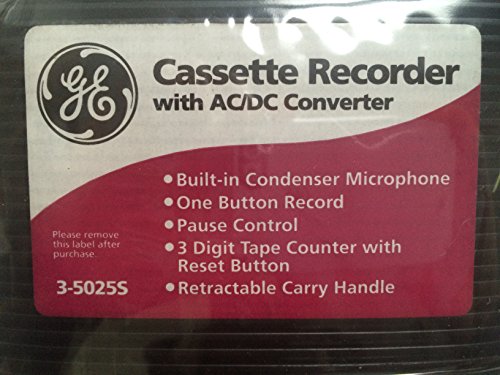 GE
Cassette Recorder
with AC/DC Converter
•Built-in Condenser Microphone
•One Button Record
•Pause Control
•3 Digit Tape Counter with
Reset Button
•Retractable Carry Handle
Please remove
this label after
purchase.
3-5025S